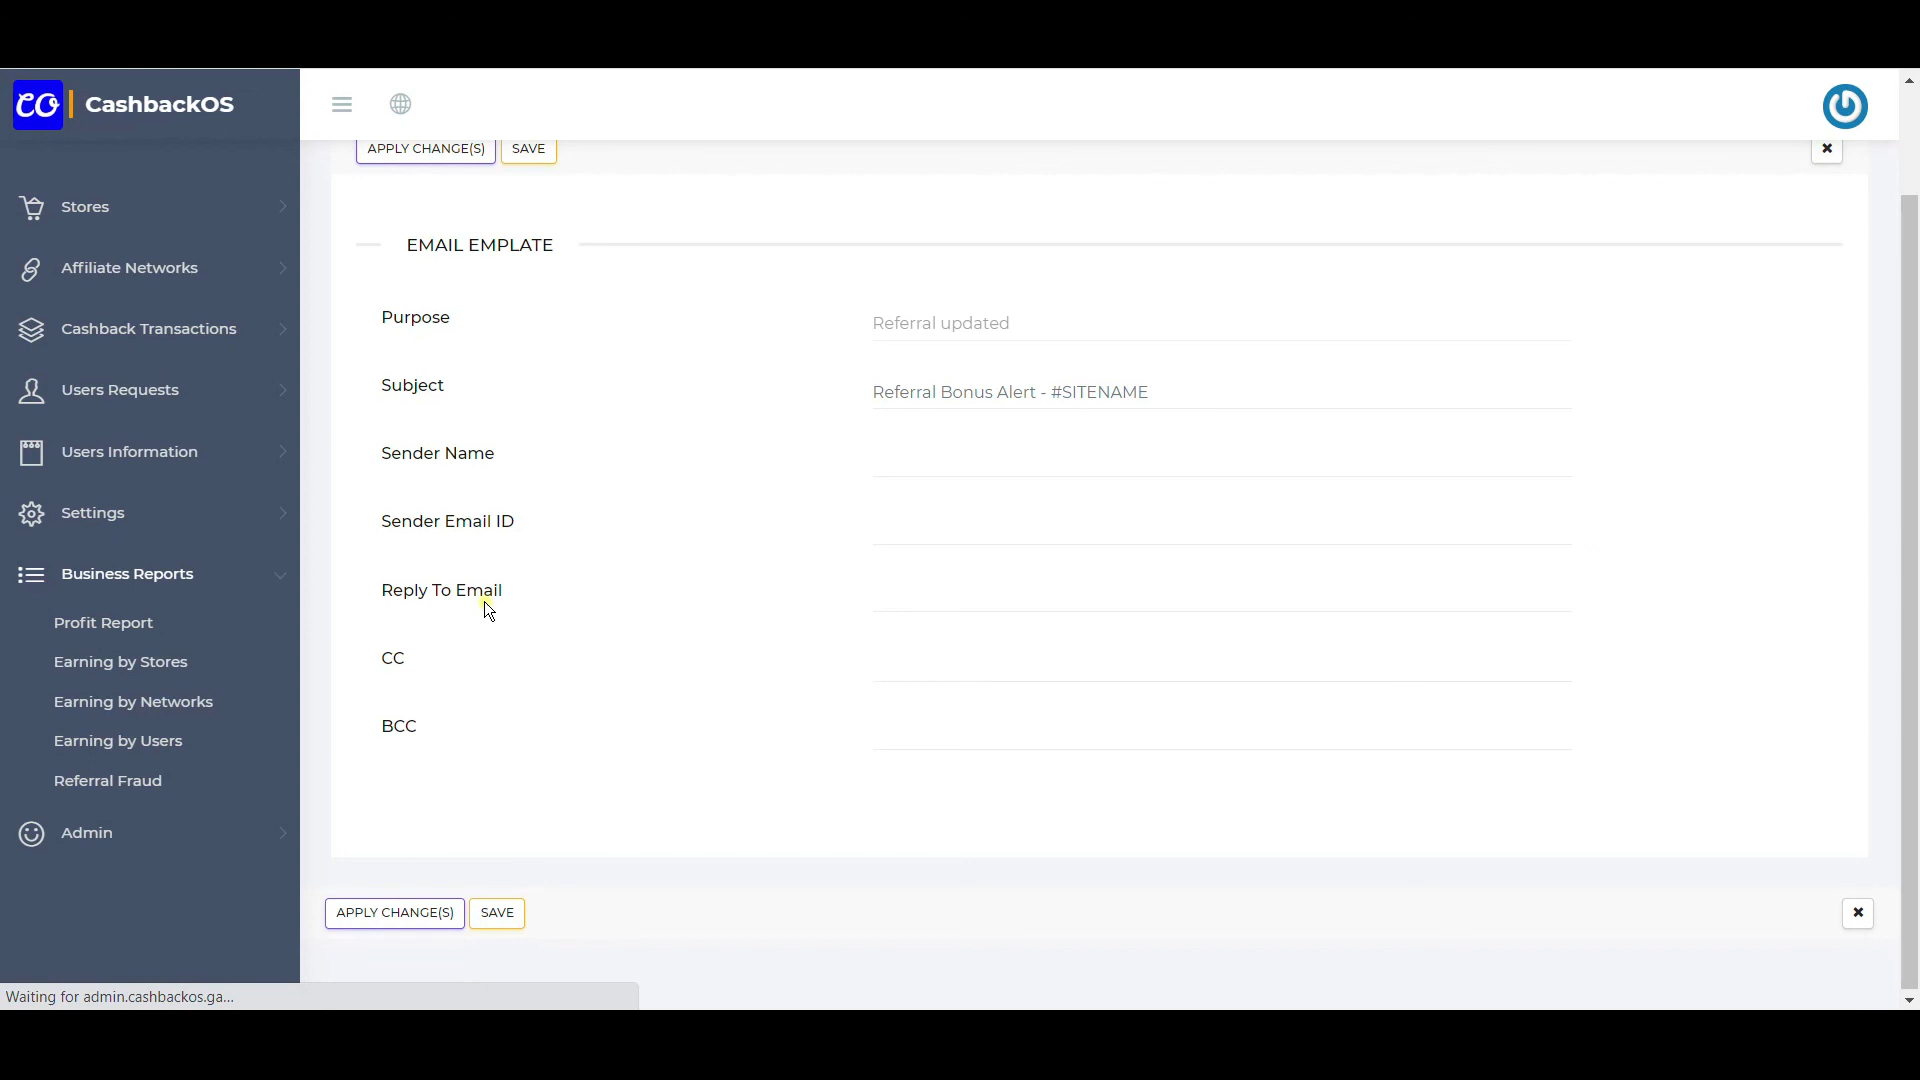 CO | CashbackOS
APPLY CHANGE(S) SAVE
Stores
Affiliate Networks
Cashback Transactions
Users Requests
Users Information
Settings
Business Reports
Profit Report
Earning by Stores
Earning by Networks
Earning by Users
Referral Fraud
Admin
EMAIL EMPLATE
Purpose
Referral updated
Subject
Referral Bonus Alert - #SITENAME
Sender Name
Sender Email ID
Reply To Email
CC
BCC
APPLY CHANGE(S) SAVE
Waiting for admin.cashbackos.ga...